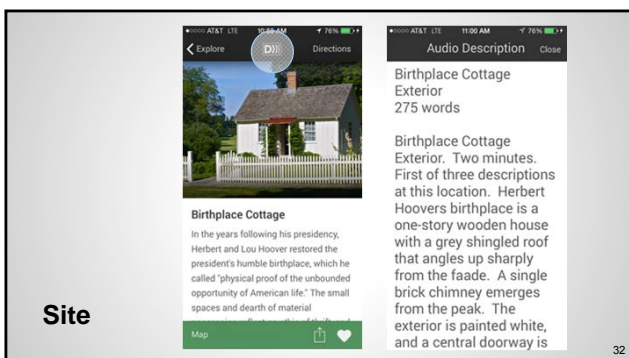 ●○○○○ AT&T LTE 10:59 AM 76%
Explore
D))
Directions
Birthplace Cottage
In the years following his presidency,
Herbert and Lou Hoover restored the
president's humble birthplace, which he
called "physical proof of the unbounded
opportunity of American life." The small
spaces and dearth of material
Map
●○○○○ AT&T LTE 11:00 AM 76%
Audio Description Close
Birthplace Cottage
Exterior
275 words
Birthplace Cottage
Exterior. Two minutes.
First of three descriptions
at this location. Herbert
Hoovers birthplace is a
one-story wooden house
with a grey shingled roof
that angles up sharply
from the faade. A single
brick chimney emerges
from the peak. The
exterior is painted white,
and a central doorway is
Site
32